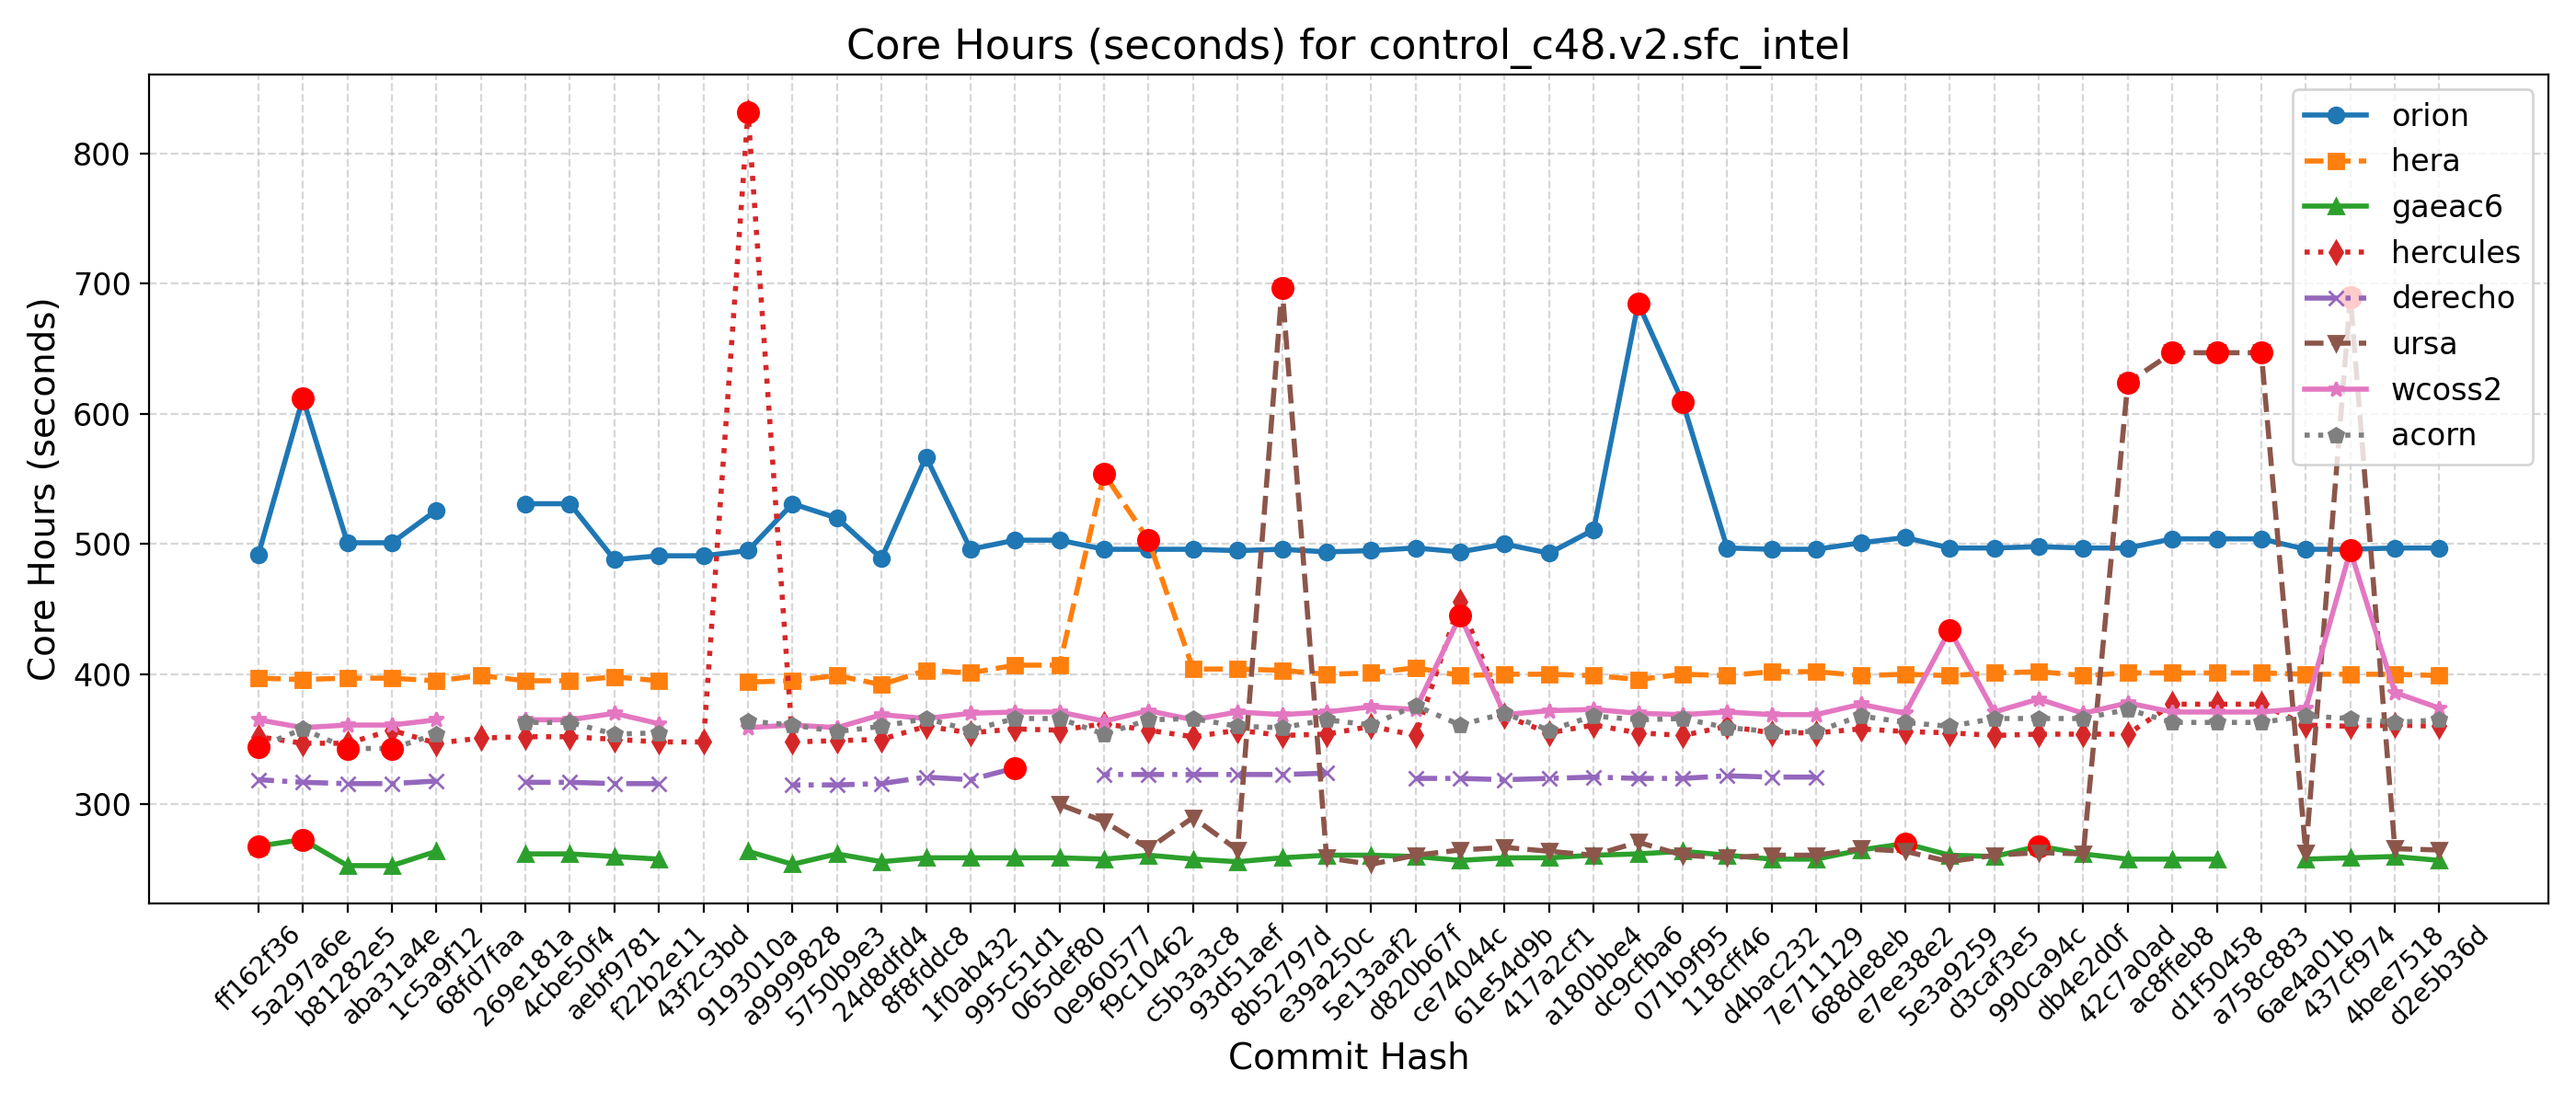 Core Hours (seconds) for control_c48.v2.sfc_intel
Core Hours (seconds)
800
700
600
500
400
300
orion
hera
gaeac6
hercules
derecho
ursa
wcoss2
acorn
ff162f36
5a297a6e
b81282e5
aba31a4e
1c5a9f12
68fd7faa
269e181a
4cbe50f4
aebf9781
f22b2e11
43f2c3bd
9193010a
a9999828
5750b9e3
24d8dfd4
8f8fddc8
1f0ab432
995c51d1
065def80
0e960577
f9c10462
c5b3a3c8
93d51aef
8b52797d
e39a250c
5e13aaf2
d820b67f
ce74044c
61e54d9b
417a2cf1
a180bbe4
dc9cfba6
071b9f95
118cff46
d4bac232
7e711129
688de8eb
e7ee38e2
5e3a9259
d3caf3e5
990ca94c
db4e2d0f
42c7a0ad
ac8ffeb8
d1f50458
a758c883
6ae4a01b
437cf974
4bee7518
d2e5b36d
Commit Hash